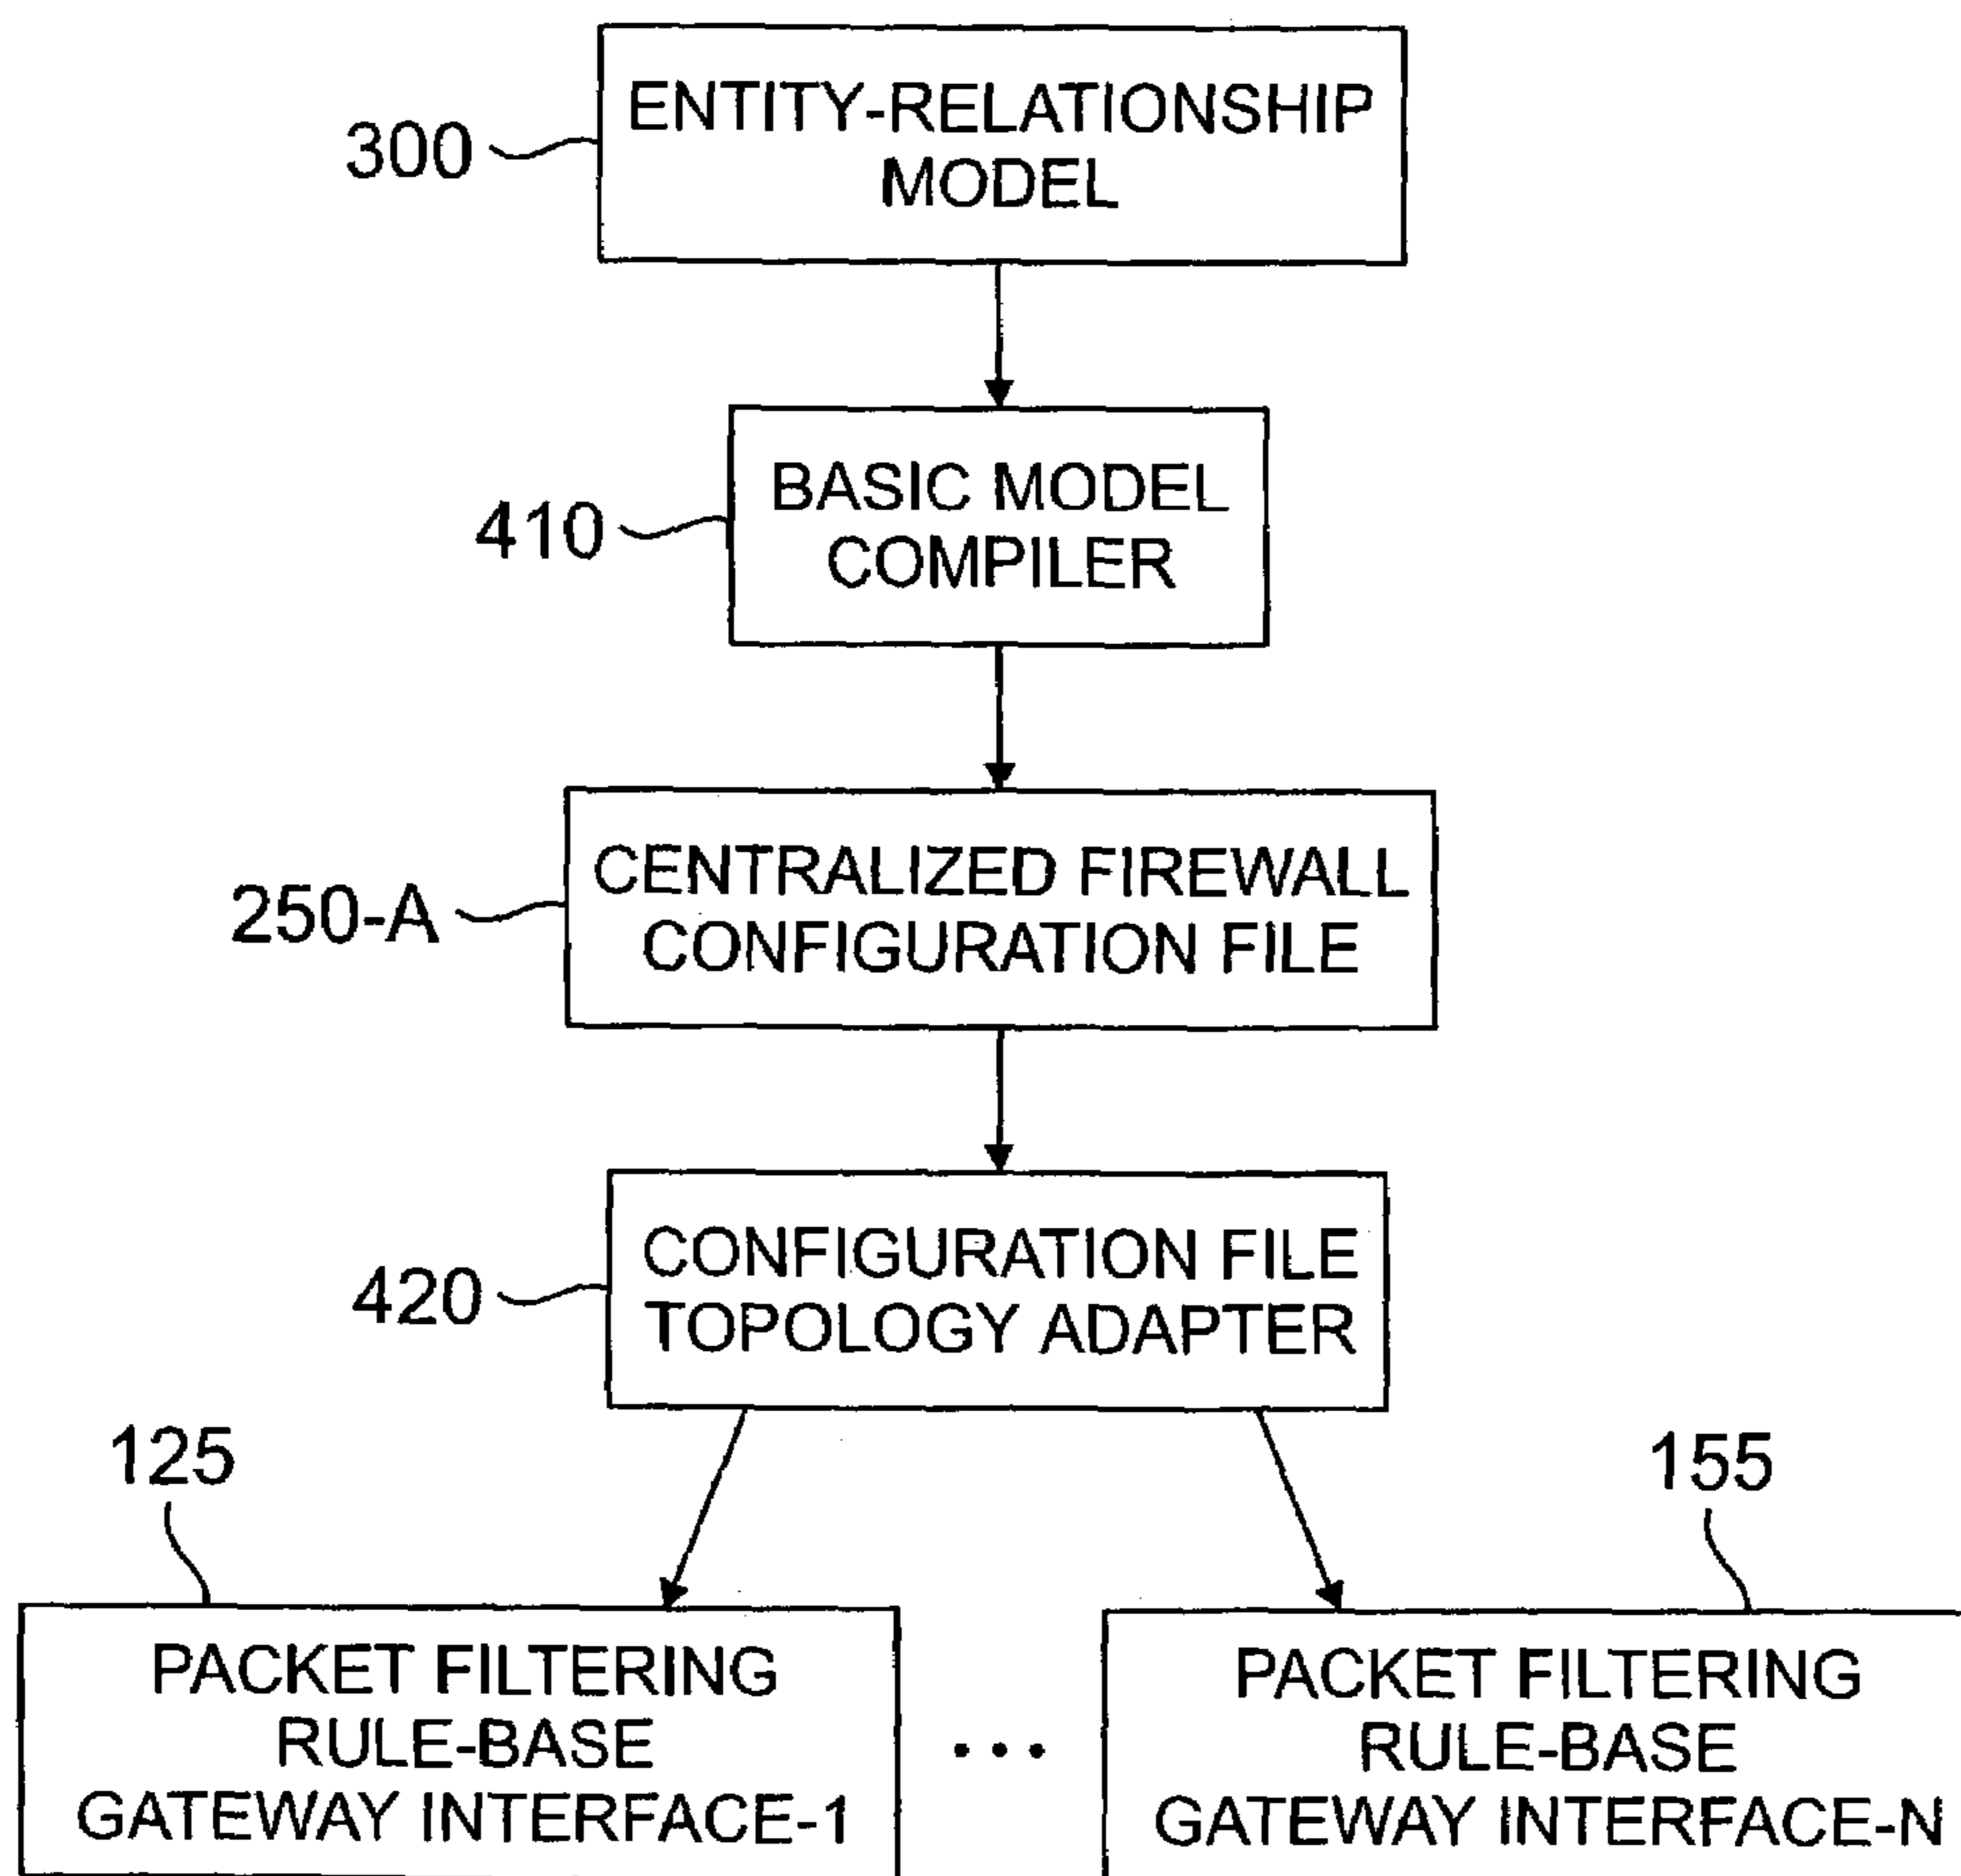 ENTITY-RELATIONSHIP
MODEL
300
BASIC MODEL
COMPILER
410
CENTRALIZED FIREWALL
CONFIGURATION FILE
250-A
CONFIGURATION FILE
TOPOLOGY ADAPTER
420
125
155
PACKET FILTERING
RULE-BASE
GATEWAY INTERFACE-1
...
PACKET FILTERING
RULE-BASE
GATEWAY INTERFACE-N